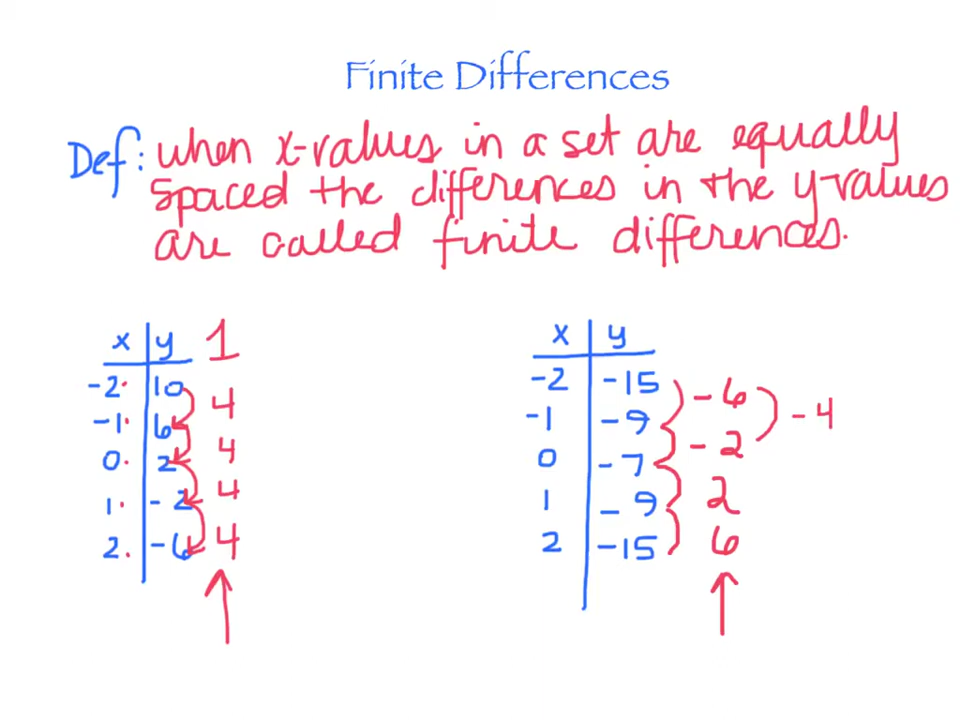 Finite Differences
Def: when x-values in a set are equally
spaced the differences in the y-values
are called finite differences.
x y 1
-2 10
4
-1 6
4
0 2
4
1 -2
4
2 -6
x y
-2 -15
-6
-1 -9 -4
-2
0 -7
2
1 -9
6
2 -15